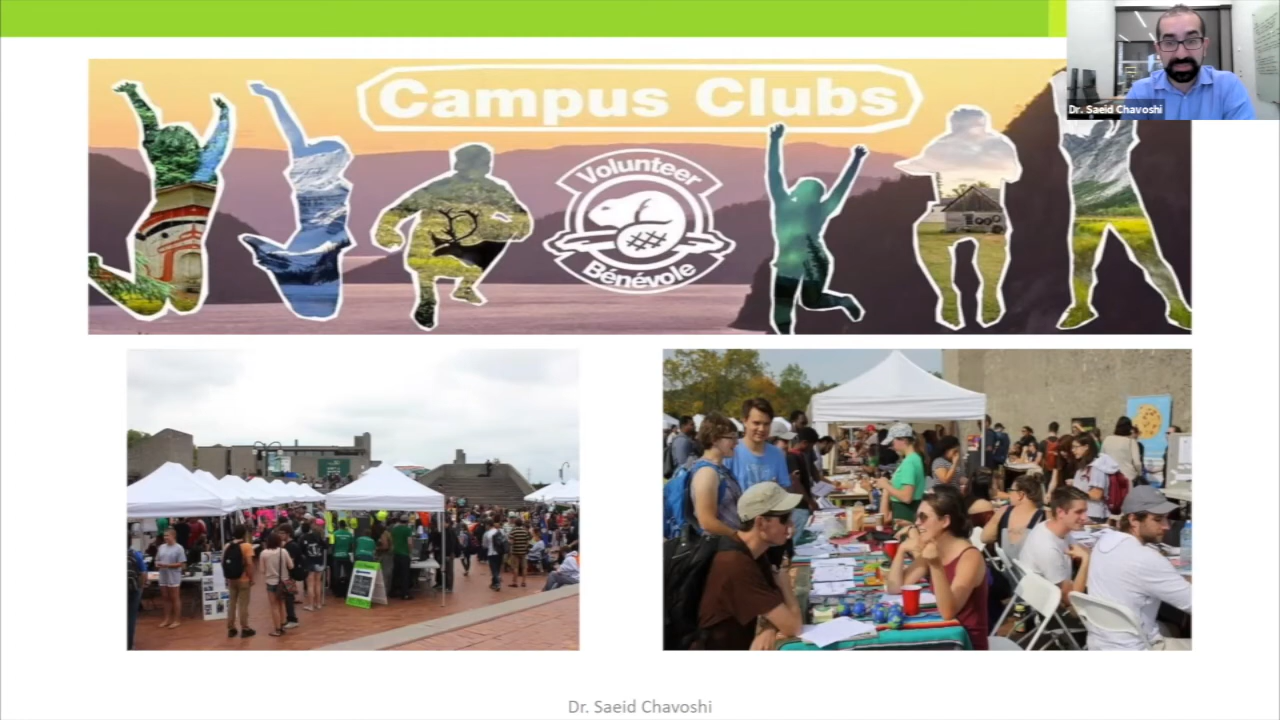 Campus Clubs
Dr. Saeid Chavoshi
Volunteer
Bénévole
Dr. Saeid Chavoshi